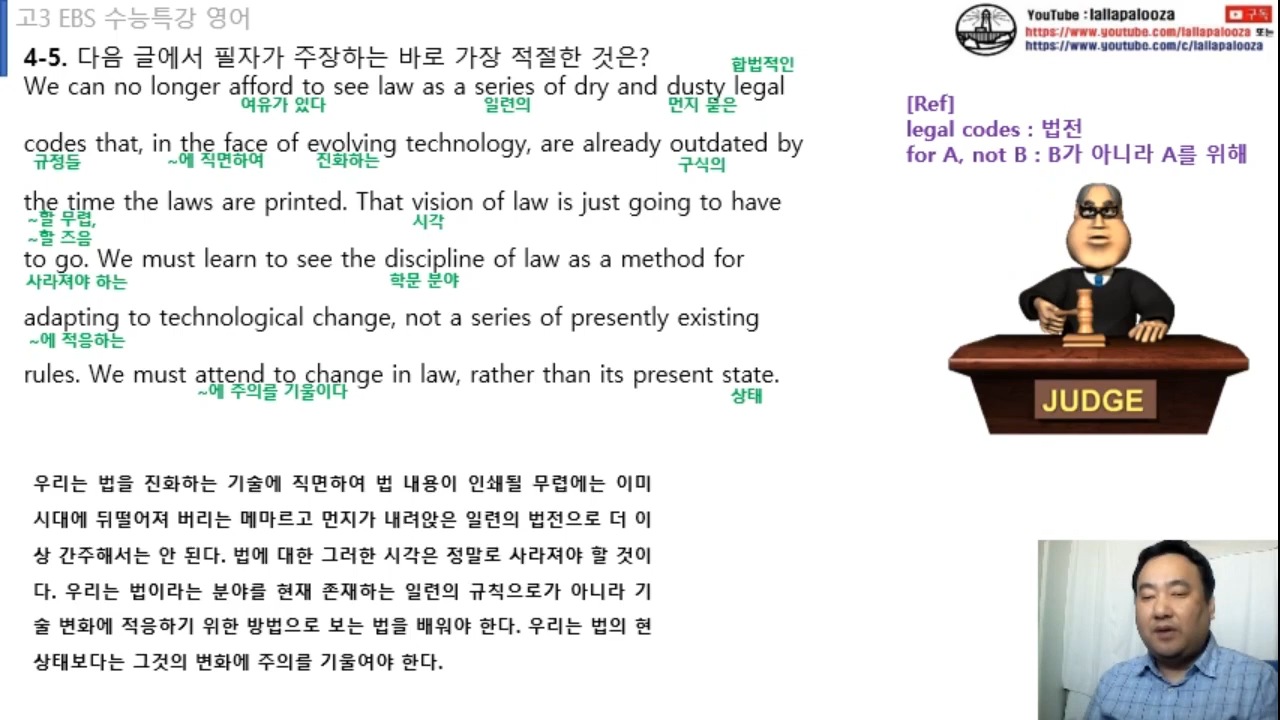 고3 EBS 수능특강 영어
YouTube : lallapalooza 구독
https://www.youtube.com/lallapalooza 또는
https://www.youtube.com/c/lallapalooza
4-5. 다음 글에서 필자가 주장하는 바로 가장 적절한 것은?
합법적인
We can no longer afford to see law as a series of dry and dusty legal
여유가 있다 일련의 먼지 묻은
codes that, in the face of evolving technology, are already outdated by
규정들 ~에 직면하여 진화하는 구식의
the time the laws are printed. That vision of law is just going to have
~할 무렵, 시각
~할 즈음
to go. We must learn to see the discipline of law as a method for
사라져야 하는 학문 분야
adapting to technological change, not a series of presently existing
~에 적응하는
rules. We must attend to change in law, rather than its present state.
~에 주의를 기울이다 상태
[Ref]
legal codes : 법전
for A, not B : B가 아니라 A를 위해
JUDGE
우리는 법을 진화하는 기술에 직면하여 법 내용이 인쇄될 무렵에는 이미
시대에 뒤떨어져 버리는 메마르고 먼지가 내려앉은 일련의 법전으로 더 이
상 간주해서는 안 된다. 법에 대한 그러한 시각은 정말로 사라져야 할 것이
다. 우리는 법이라는 분야를 현재 존재하는 일련의 규칙으로가 아니라 기
술 변화에 적응하기 위한 방법으로 보는 법을 배워야 한다. 우리는 법의 현
상태보다는 그것의 변화에 주의를 기울여야 한다.